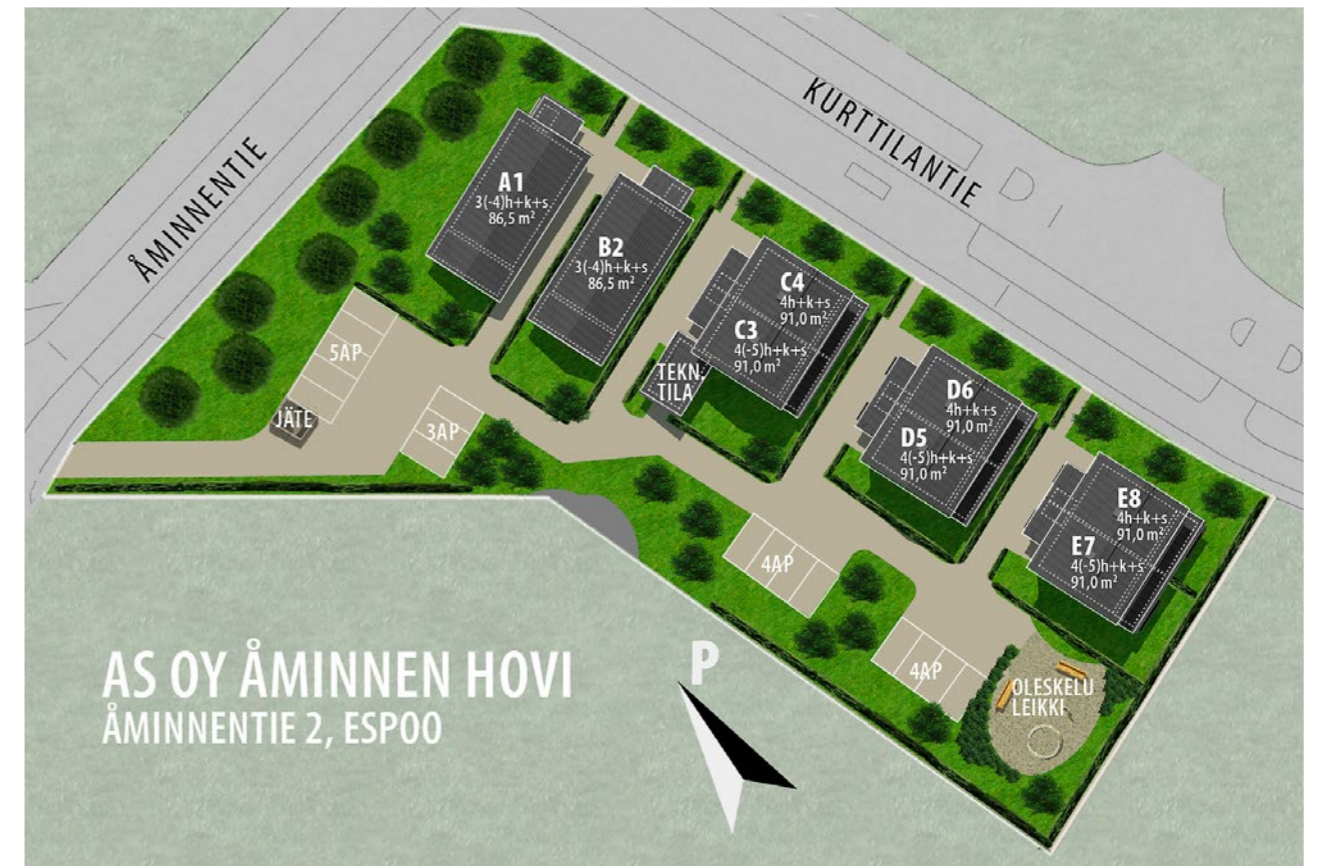 ÅMINNENTIE
KURTTILANTIE
A1
3(-4)h+k+s
86,5 m²
B2
3(-4)h+k+s
86,5 m²
C4
4h+k+s
91,0 m²
C3
4(-5)h+k+s
91,0 m²
TEKN.
TILA
D6
4h+k+s
91,0 m²
D5
4(-5)h+k+s
91,0 m²
E8
4h+k+s
91,0 m²
E7
4(-5)h+k+s
91,0 m²
5AP
JÄTE
3AP
4AP
4AP
OLESKELU
LEIKKI
P
AS OY ÅMINNEN HOVI
ÅMINNENTIE 2, ESPOO